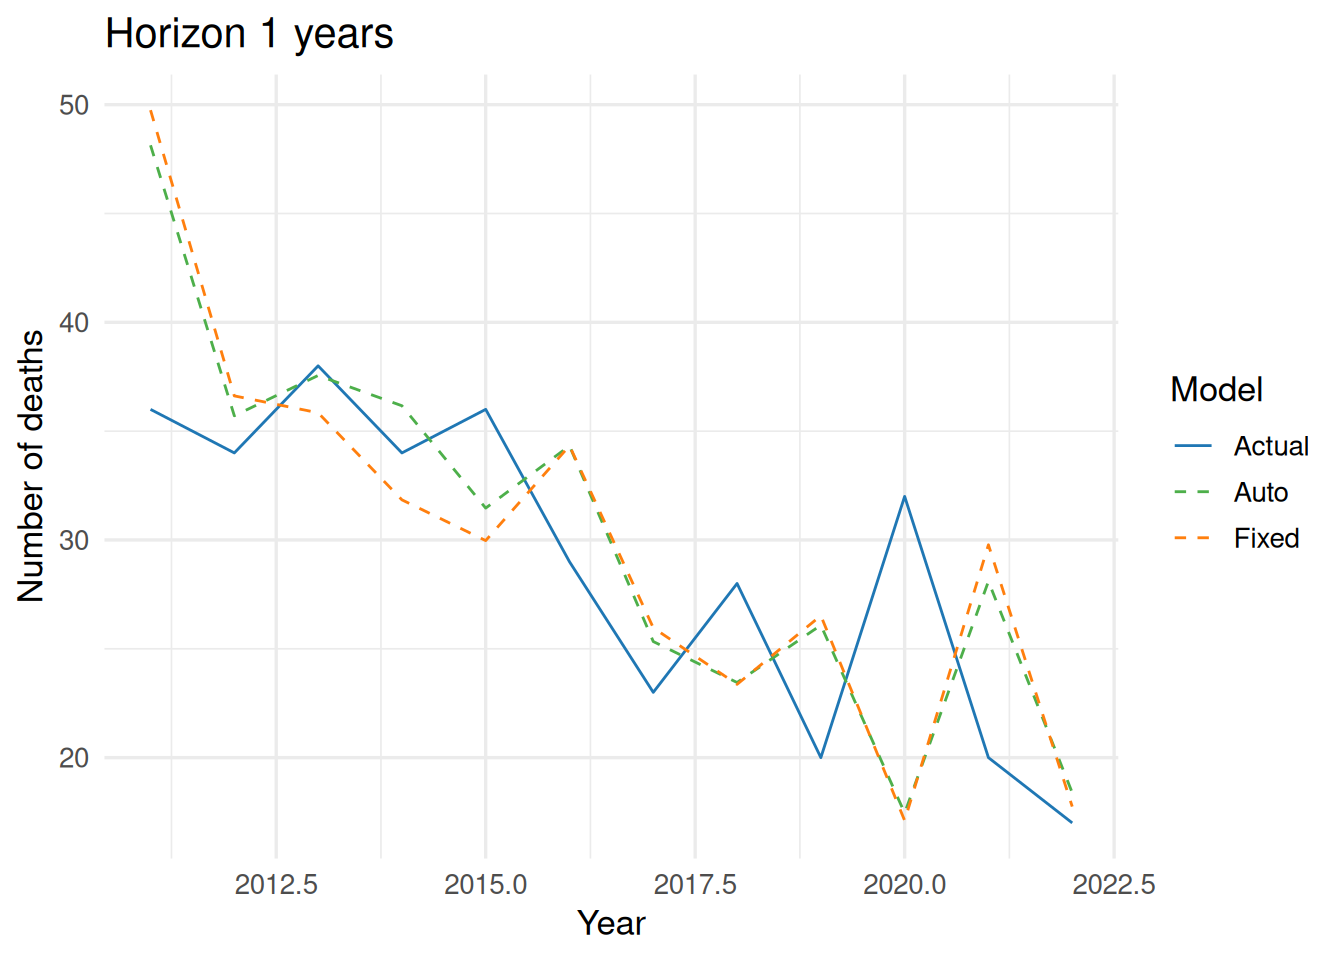 Horizon 1 years
50
40
30
20
Number of deaths
2012.5
2015.0
2017.5
2020.0
2022.5
Year
Model
Actual
Auto
Fixed